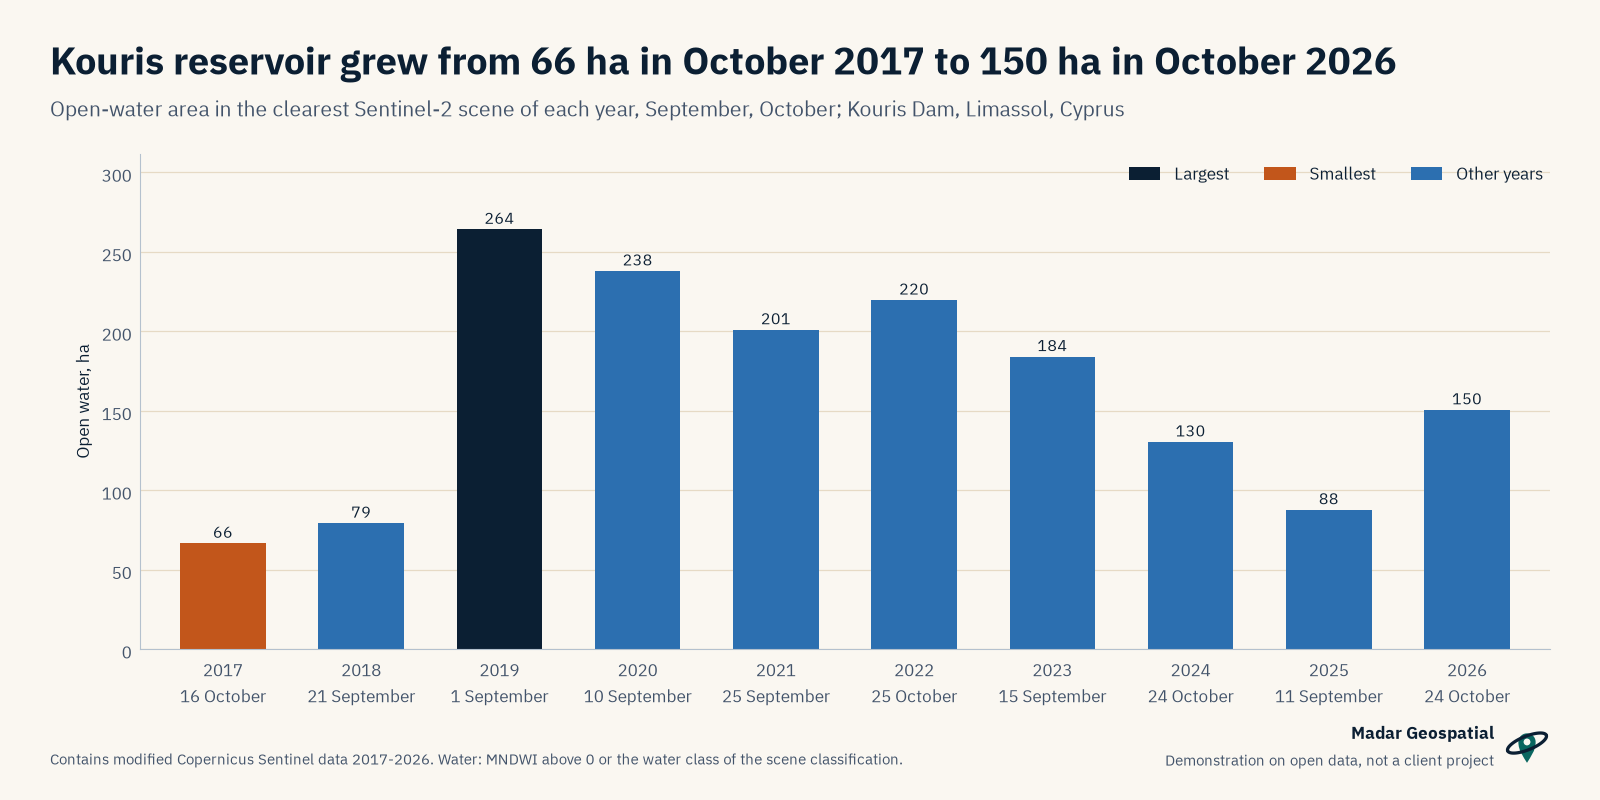 Kouris reservoir grew from 66 ha in October 2017 to 150 ha in October 2026
Open-water area in the clearest Sentinel-2 scene of each year, September, October; Kouris Dam, Limassol, Cyprus
Largest
Smallest
Other years
Open water, ha
300
250
200
150
100
50
0
66
79
264
238
201
220
184
130
88
150
2017
16 October
2018
21 September
2019
1 September
2020
10 September
2021
25 September
2022
25 October
2023
15 September
2024
24 October
2025
11 September
2026
24 October
Contains modified Copernicus Sentinel data 2017-2026. Water: MNDWI above 0 or the water class of the scene classification.
Madar Geospatial
Demonstration on open data, not a client project